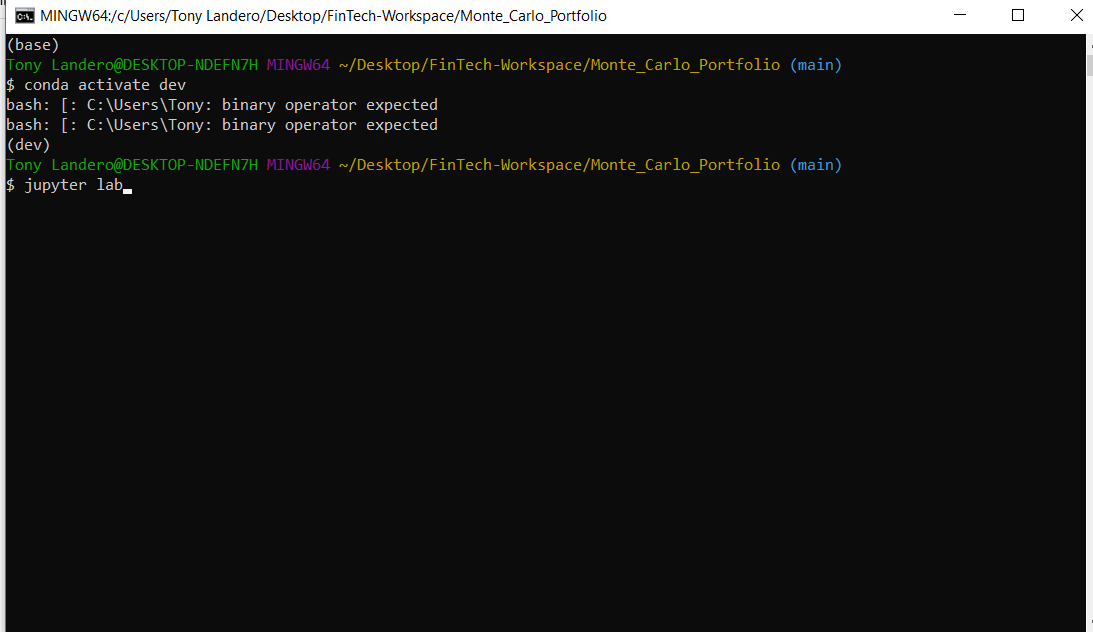 MINGW64:/c/Users/Tony Landero/Desktop/FinTech-Workspace/Monte_Carlo_Portfolio
(base)
Tony Landero@DESKTOP-NDEFN7H MINGW64 ~/Desktop/FinTech-Workspace/Monte_Carlo_Portfolio (main)
$ conda activate dev
bash: [: C:\Users\Tony: binary operator expected
bash: [: C:\Users\Tony: binary operator expected
(dev)
Tony Landero@DESKTOP-NDEFN7H MINGW64 ~/Desktop/FinTech-Workspace/Monte_Carlo_Portfolio (main)
$ jupyter lab